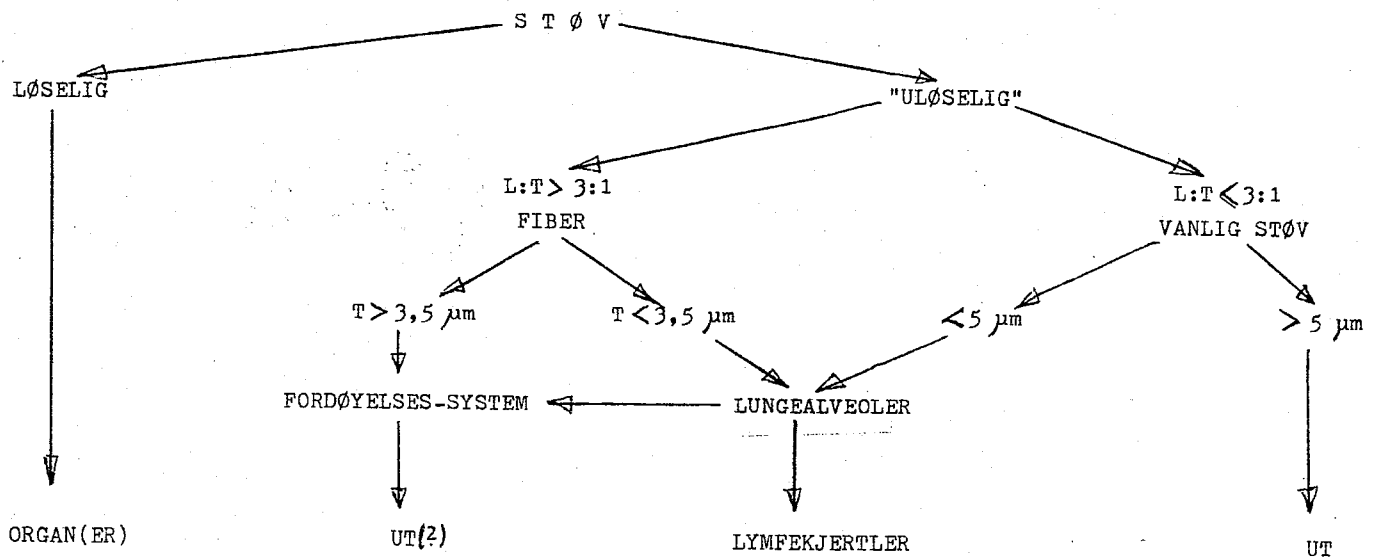 STØV
LØSELIG
"ULØSELIG"
L:T > 3:1
FIBER
L:T ⩽ 3:1
VANLIG STØV
T > 3,5 µm
T < 3,5 µm
< 5 µm
> 5 µm
FORDØYELSES-SYSTEM
LUNGEALVEOLER
ORGAN(ER)
UT(?)
LYMFEKJERTLER
UT